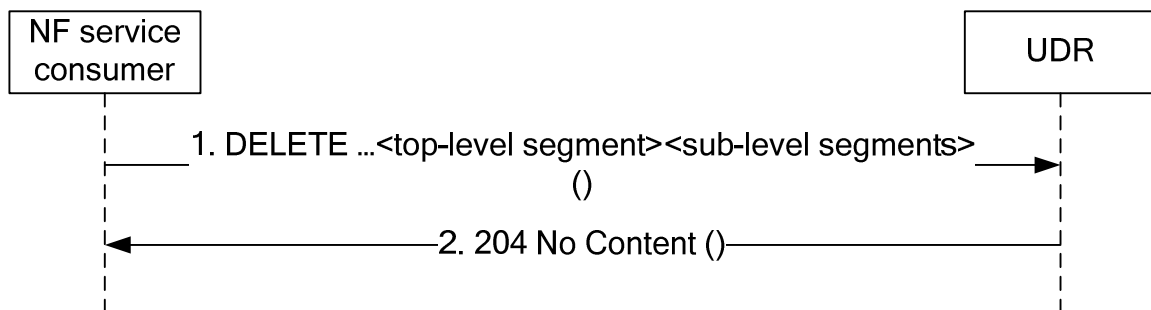 NF service
consumer
UDR
1. DELETE ...<top-level segment><sub-level segments>
()
2. 204 No Content ()